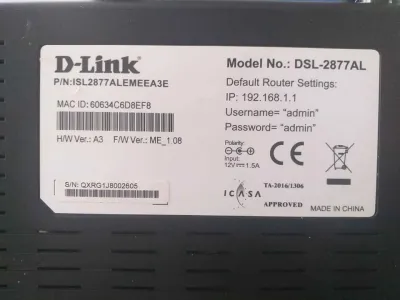 D-Link
P/N:ISL2877ALEMEEA3E
MAC ID: 60634C6D8EF8
H/W Ver.: A3 F/W Ver.: ME_1.08
S/N: QXRG1J8002605
Model No.: DSL-2877AL
Default Router Settings:
IP: 192.168.1.1
Username= "admin"
Password= "admin"
Polarity:
Input:
12V 1.5A
CE
ICASA
TA-2016/1306
APPROVED
MADE IN CHINA